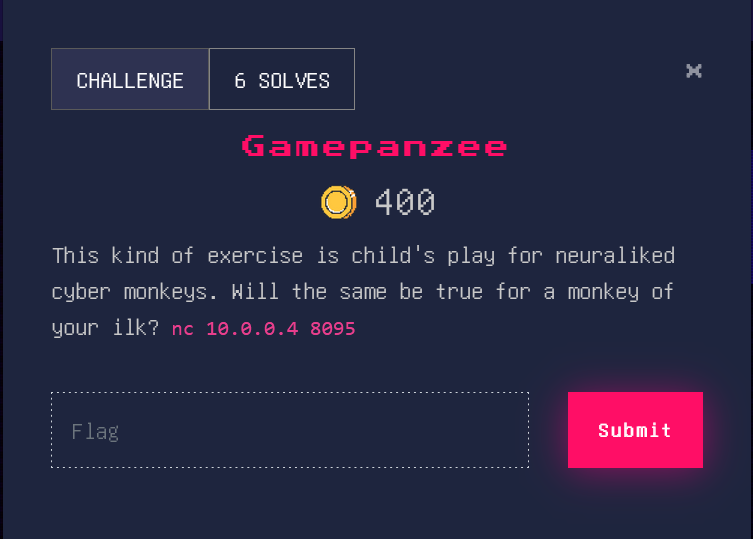 CHALLENGE
6 SOLVES
×
Gamepanzee
400
This kind of exercise is child's play for neuraliked
cyber monkeys. Will the same be true for a monkey of
your ilk? nc 10.0.0.4 8095
Flag
Submit